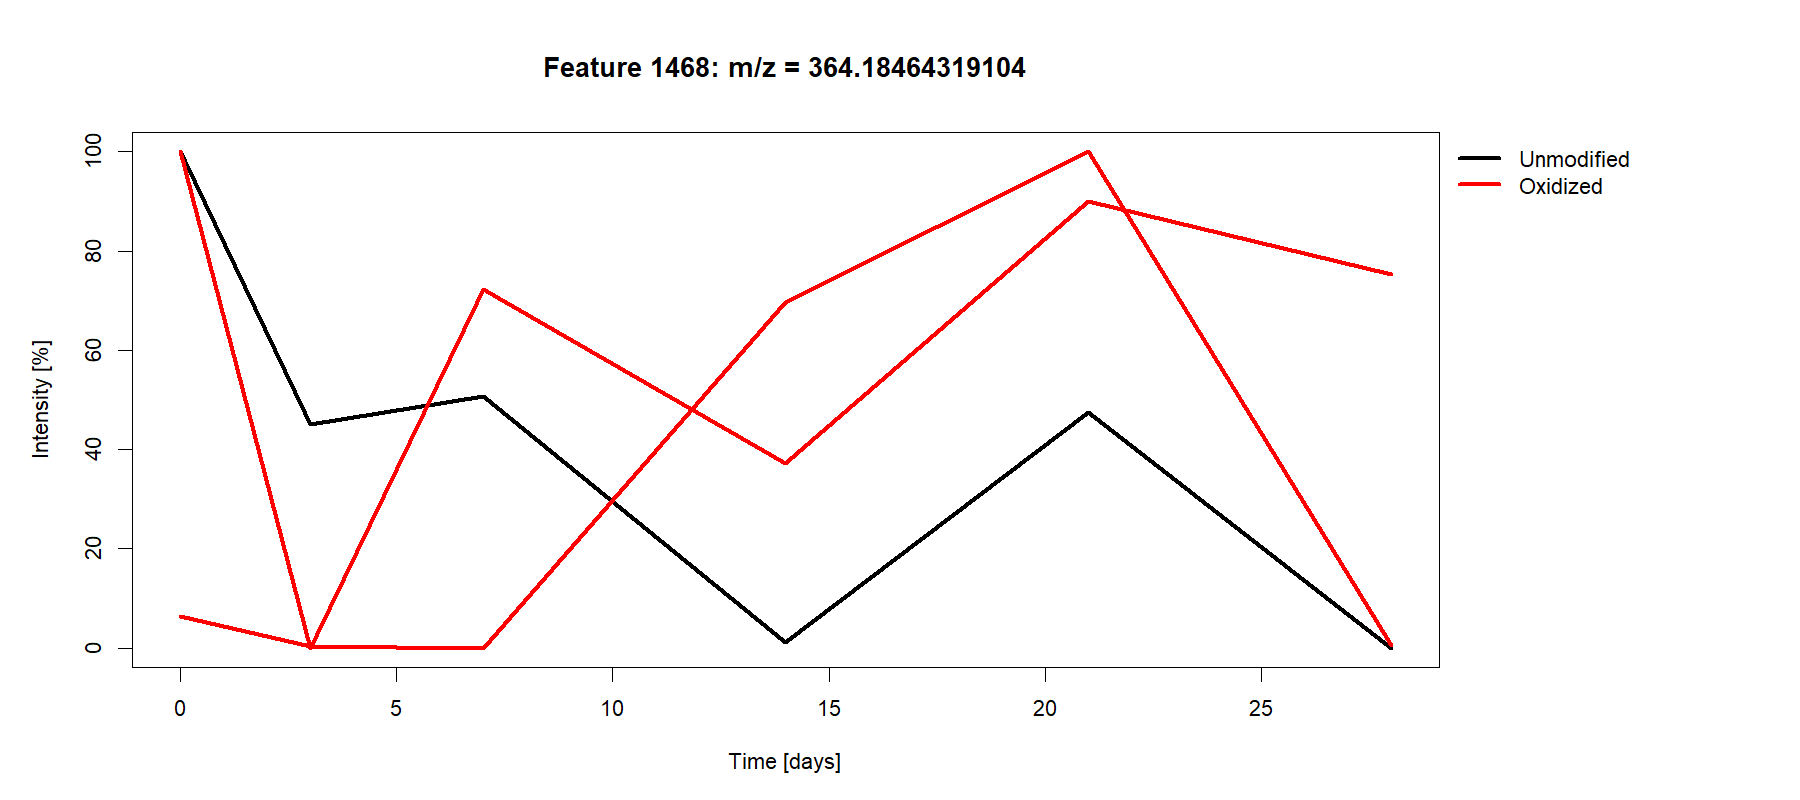 Feature 1468: m/z = 364.18464319104
Unmodified
Oxidized
Intensity [%]
100
80
60
40
20
0
0 5 10 15 20 25
Time [days]